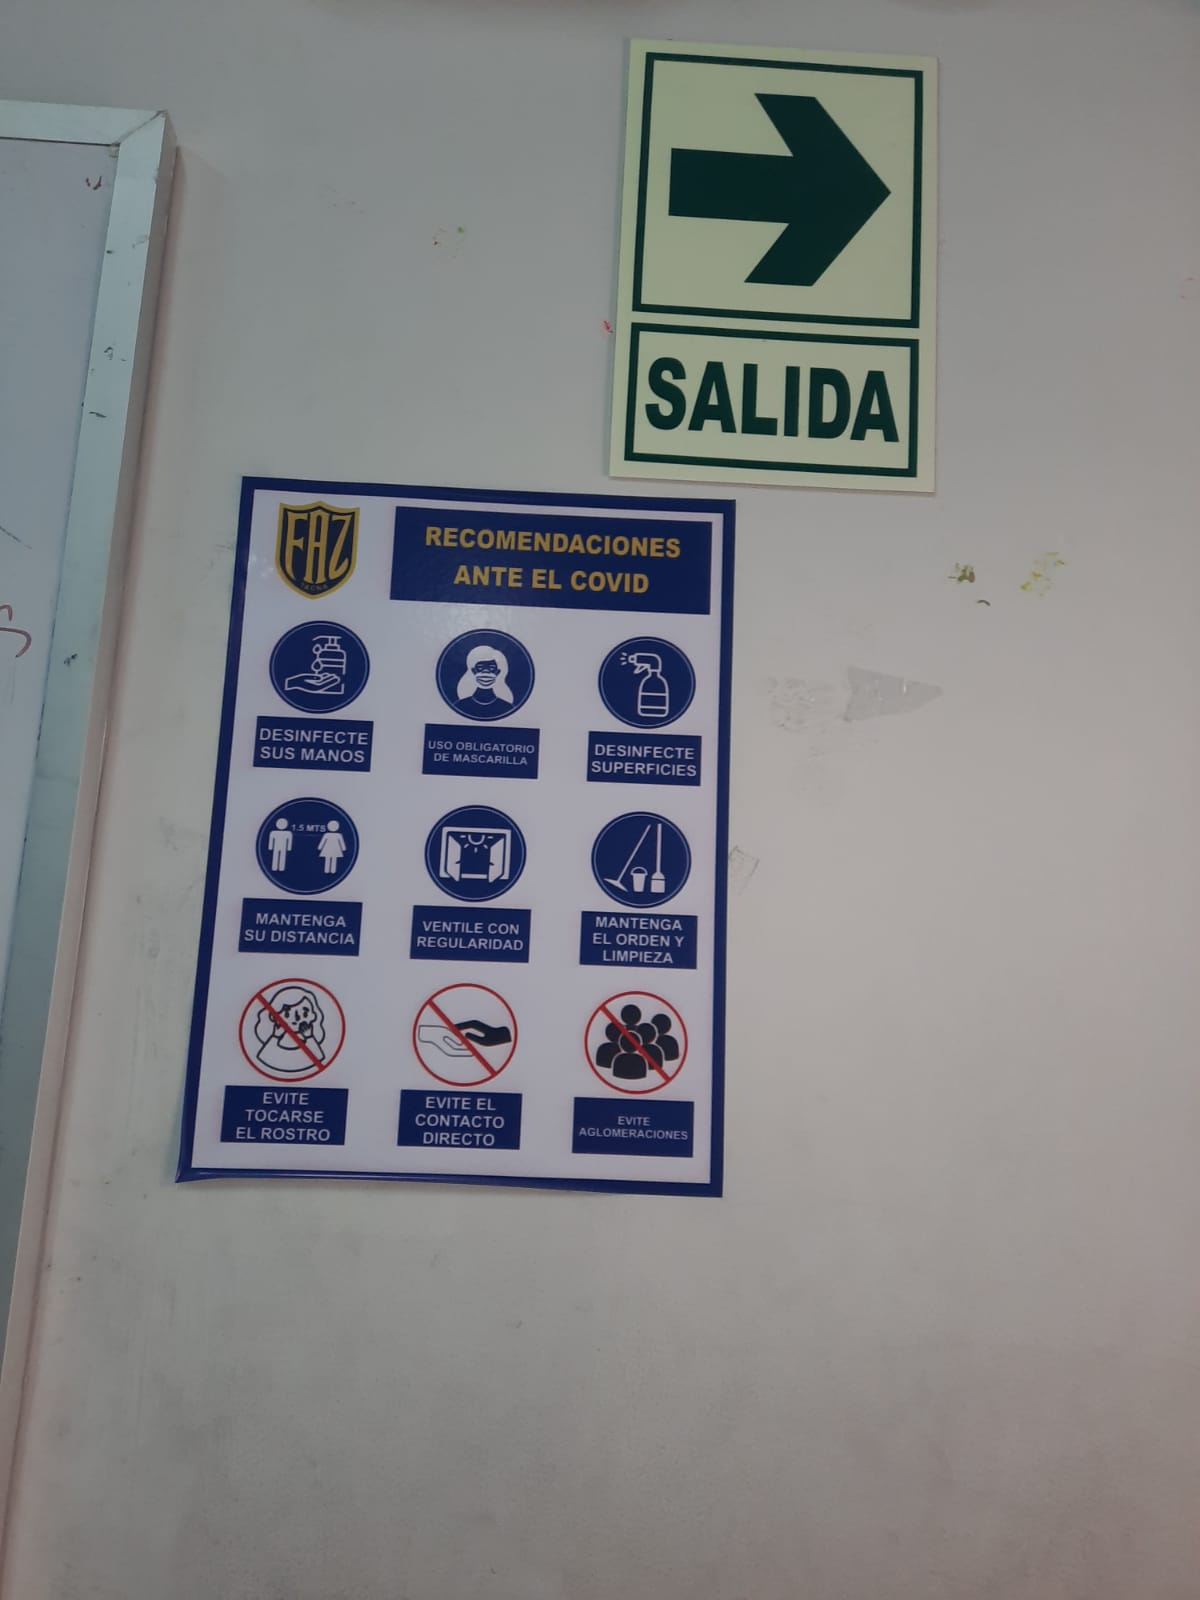 SALIDA
FAZ
TACNA
RECOMENDACIONES
ANTE EL COVID
DESINFECTE
SUS MANOS
USO OBLIGATORIO
DE MASCARILLA
DESINFECTE
SUPERFICIES
1.5 MTS
MANTENGA
SU DISTANCIA
VENTILE CON
REGULARIDAD
MANTENGA
EL ORDEN Y
LIMPIEZA
EVITE
TOCARSE
EL ROSTRO
EVITE EL
CONTACTO
DIRECTO
EVITE
AGLOMERACIONES